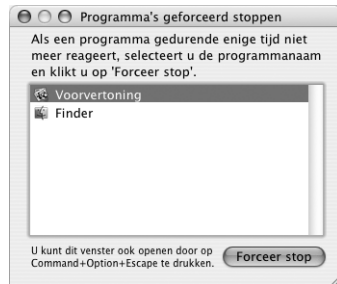 Programma's geforceerd stoppen
Als een programma gedurende enige tijd niet
meer reageert, selecteert u de programmanaam
en klikt u op 'Forceer stop'.
Voorvertoning
Finder
U kunt dit venster ook openen door op
Command+Option+Escape te drukken.
Forceer stop